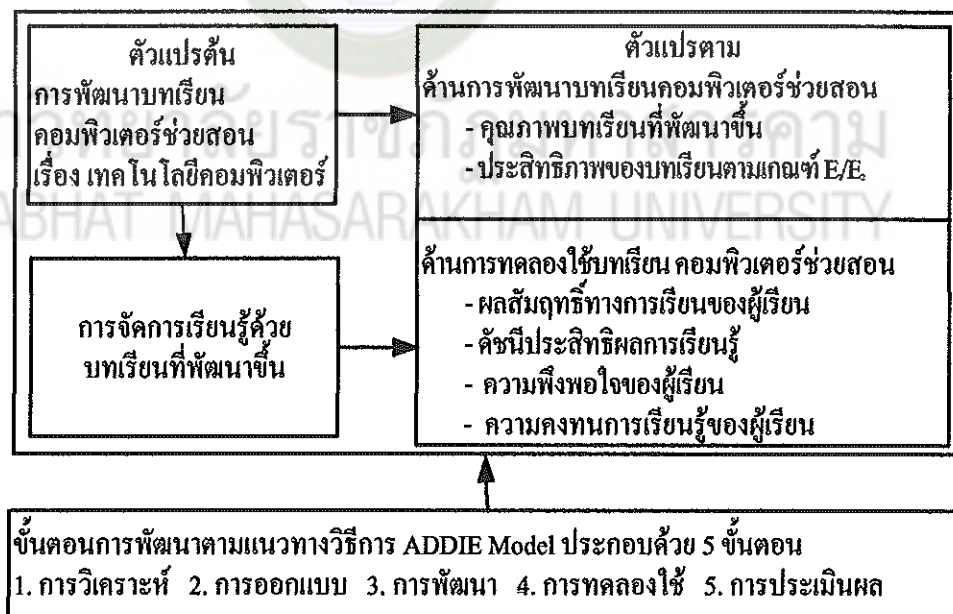 ตัวแปรต้น
การพัฒนาบทเรียน
คอมพิวเตอร์ช่วยสอน
เรื่อง เทคโนโลยีคอมพิวเตอร์
การจัดการเรียนรู้ด้วย
บทเรียนที่พัฒนาขึ้น
ตัวแปรตาม
ด้านการพัฒนาบทเรียนคอมพิวเตอร์ช่วยสอน
- คุณภาพบทเรียนที่พัฒนาขึ้น
- ประสิทธิภาพของบทเรียนตามเกณฑ์ E/E₂
ด้านการทดลองใช้บทเรียน คอมพิวเตอร์ช่วยสอน
- ผลสัมฤทธิ์ทางการเรียนของผู้เรียน
- ดัชนีประสิทธิผลการเรียนรู้
- ความพึงพอใจของผู้เรียน
- ความคงทนการเรียนรู้ของผู้เรียน
ขั้นตอนการพัฒนาตามแนวทางวิธีการ ADDIE Model ประกอบด้วย 5 ขั้นตอน
1. การวิเคราะห์ 2. การออกแบบ 3. การพัฒนา 4. การทดลองใช้ 5. การประเมินผล
MAHASARAKHAM UNIVERSITY